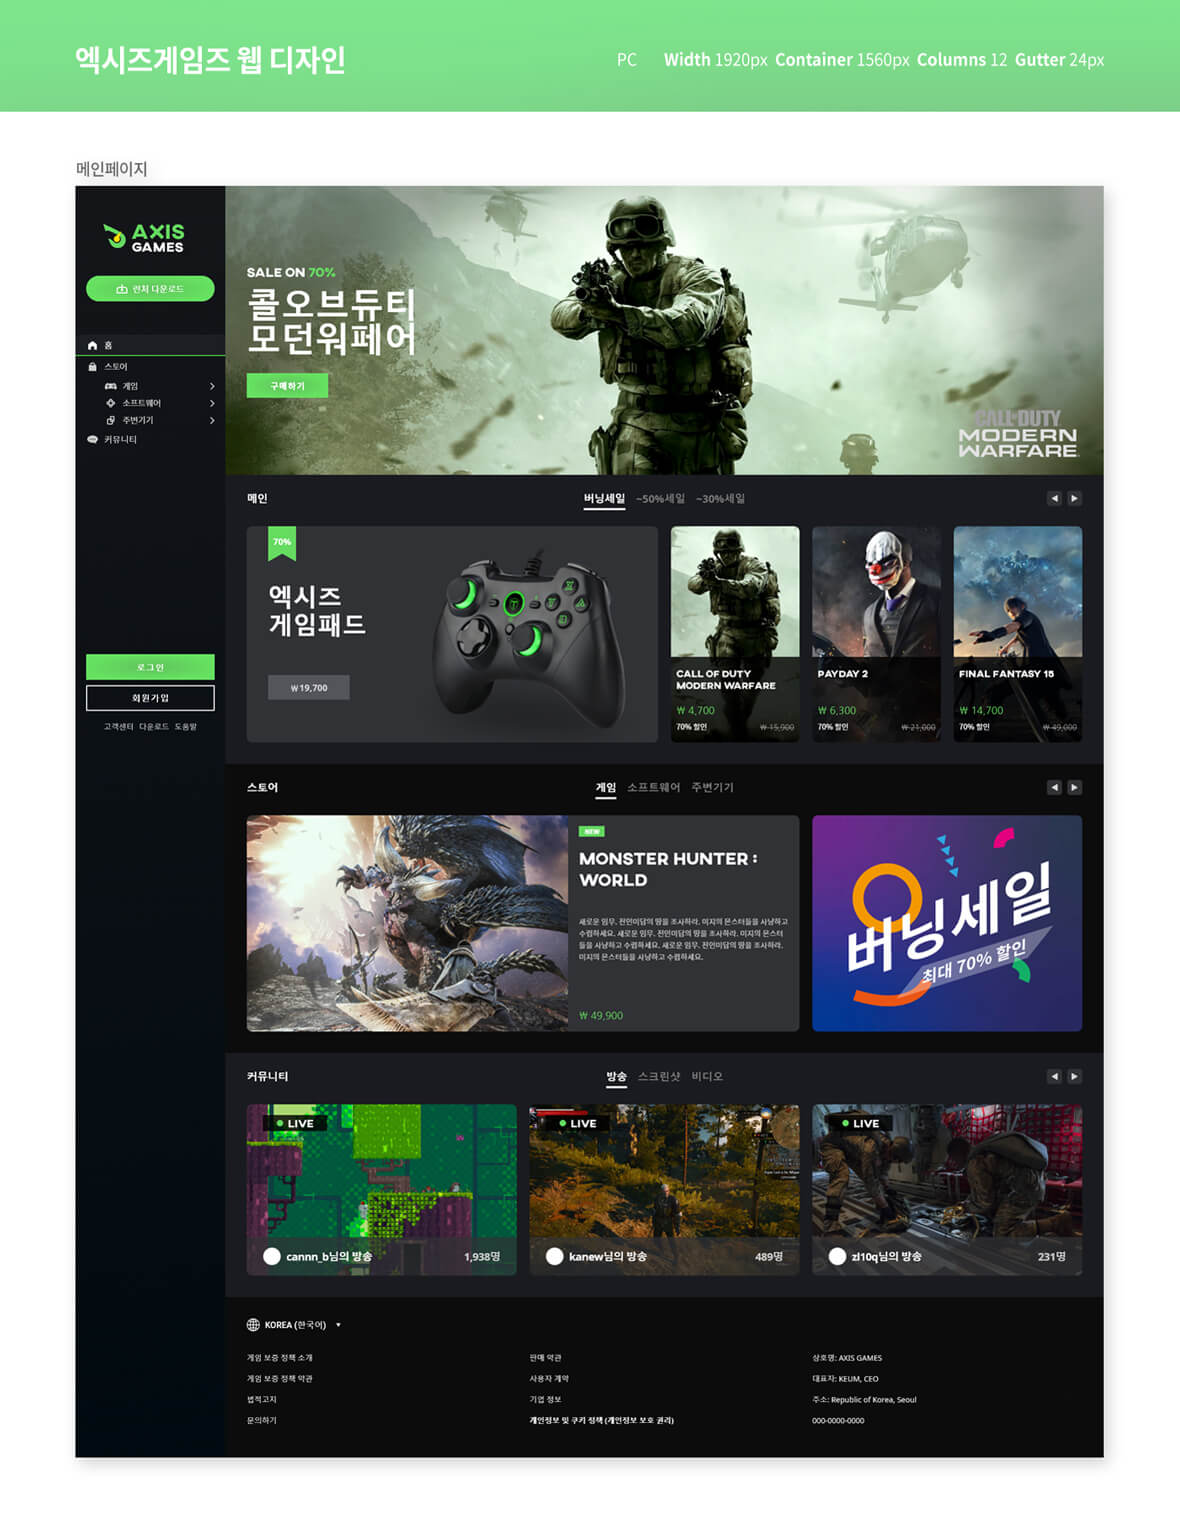 엑시즈게임즈 웹 디자인
PC Width 1920px Container 1560px Columns 12 Gutter 24px
메인페이지
AXIS
GAMES
런처 다운로드
홈
스토어
게임
소프트웨어
주변기기
커뮤니티
로그인
회원가입
고객센터 다운로드 도움말
SALE ON 70%
콜오브듀티
모던워페어
구매하기
CALL OF DUTY
MODERN
WARFARE
메인
버닝세일 ~50%세일 ~30%세일
70%
엑시즈
게임패드
₩ 19,700
CALL OF DUTY
MODERN WARFARE
₩ 4,700
70% 할인 ₩ 15,900
PAYDAY 2
₩ 6,300
70% 할인 ₩ 21,000
FINAL FANTASY 15
₩ 14,700
70% 할인 ₩ 49,000
스토어
게임 소프트웨어 주변기기
NEW
MONSTER HUNTER :
WORLD
새로운 임무. 전인미답의 땅을 조사하라. 미지의 몬스터들을 사냥하고
수렵하세요. 새로운 임무. 전인미답의 땅을 조사하라. 미지의 몬스터
들을 사냥하고 수렵하세요. 새로운 임무. 전인미답의 땅을 조사하라.
미지의 몬스터들을 사냥하고 수렵하세요.
₩ 49,900
버닝세일
최대 70% 할인
커뮤니티
방송 스크린샷 비디오
LIVE
cannn_b님의 방송 1,938명
LIVE
kanew님의 방송 489명
LIVE
zl10q님의 방송 231명
KOREA (한국어)
게임 보증 정책 소개
게임 보증 정책 약관
법적고지
문의하기
판매 약관
사용자 계약
기업 정보
개인정보 및 쿠키 정책 (개인정보 보호 권리)
상호명: AXIS GAMES
대표자: KEUM, CEO
주소: Republic of Korea, Seoul
000-0000-0000